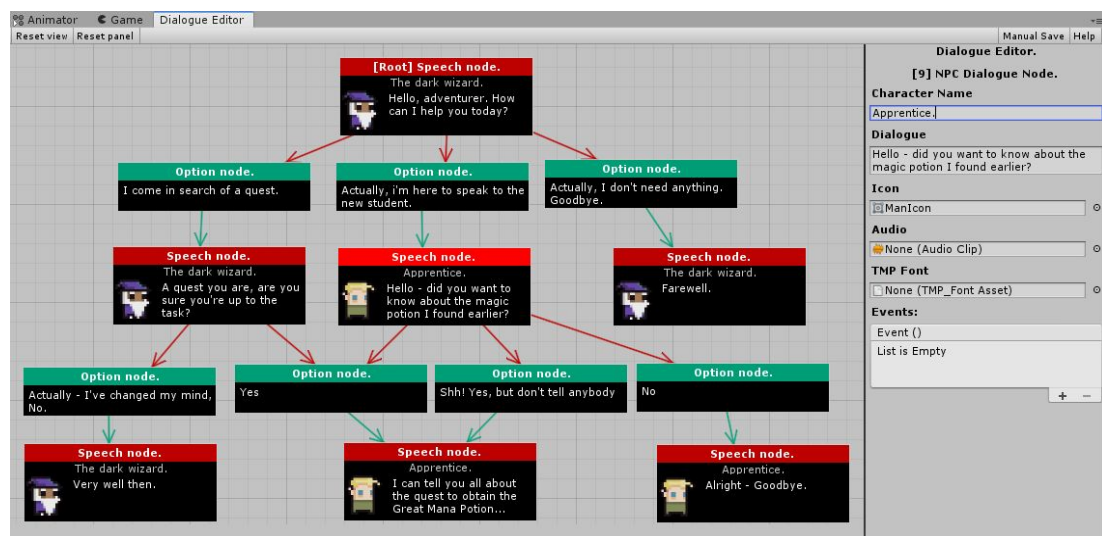 Animator
Game
Dialogue Editor
Reset view
Reset panel
Manual Save
Help
[Root] Speech node.
The dark wizard.
Hello, adventurer. How
can I help you today?
Option node.
I come in search of a quest.
Option node.
Actually, i'm here to speak to the
new student.
Option node.
Actually, I don't need anything.
Goodbye.
Speech node.
The dark wizard.
A quest you are, are you
sure you're up to the
task?
Speech node.
Apprentice.
Hello - did you want to
know about the magic
potion I found earlier?
Speech node.
The dark wizard.
Farewell.
Option node.
Actually - I've changed my mind,
No.
Option node.
Yes
Option node.
Shh! Yes, but don't tell anybody
Option node.
No
Speech node.
The dark wizard.
Very well then.
Speech node.
Apprentice.
I can tell you all about
the quest to obtain the
Great Mana Potion...
Speech node.
Apprentice.
Alright - Goodbye.
Dialogue Editor.
[9] NPC Dialogue Node.
Character Name
Apprentice.
Dialogue
Hello - did you want to know about the
magic potion I found earlier?
Icon
ManIcon
Audio
None (Audio Clip)
TMP Font
None (TMP_Font Asset)
Events:
Event ()
List is Empty
+ −